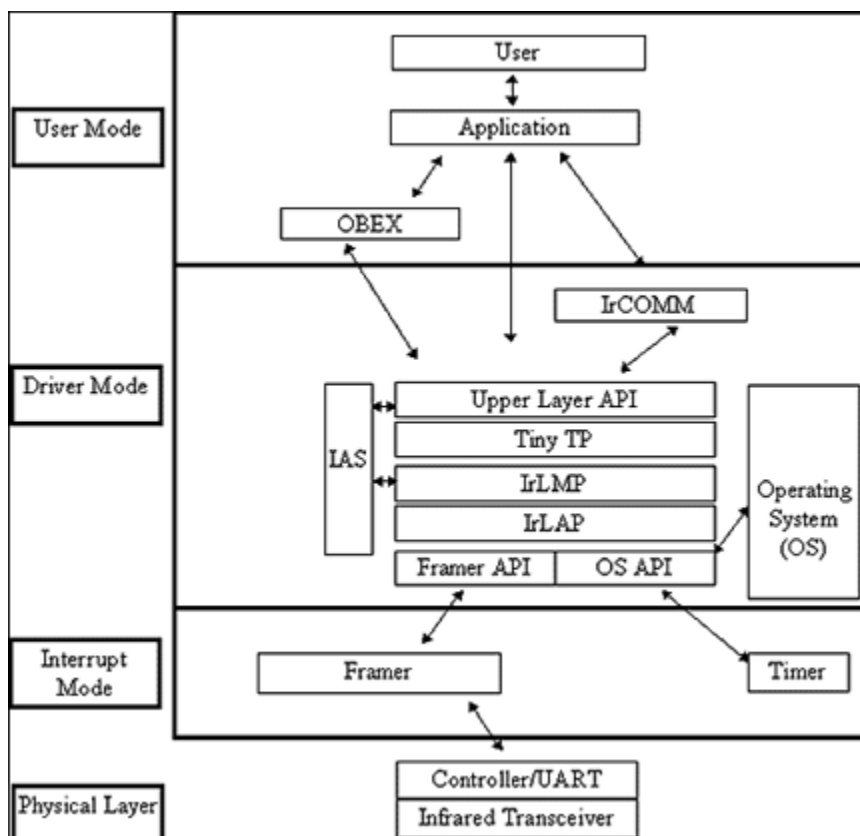 User
User Mode
Application
OBEX
IrCOMM
Driver Mode
Upper Layer API
Tiny TP
IAS
IrLMP
IrLAP
Operating
System
(OS)
Framer API
OS API
Interrupt
Mode
Framer
Timer
Controller/UART
Physical Layer
Infrared Transceiver